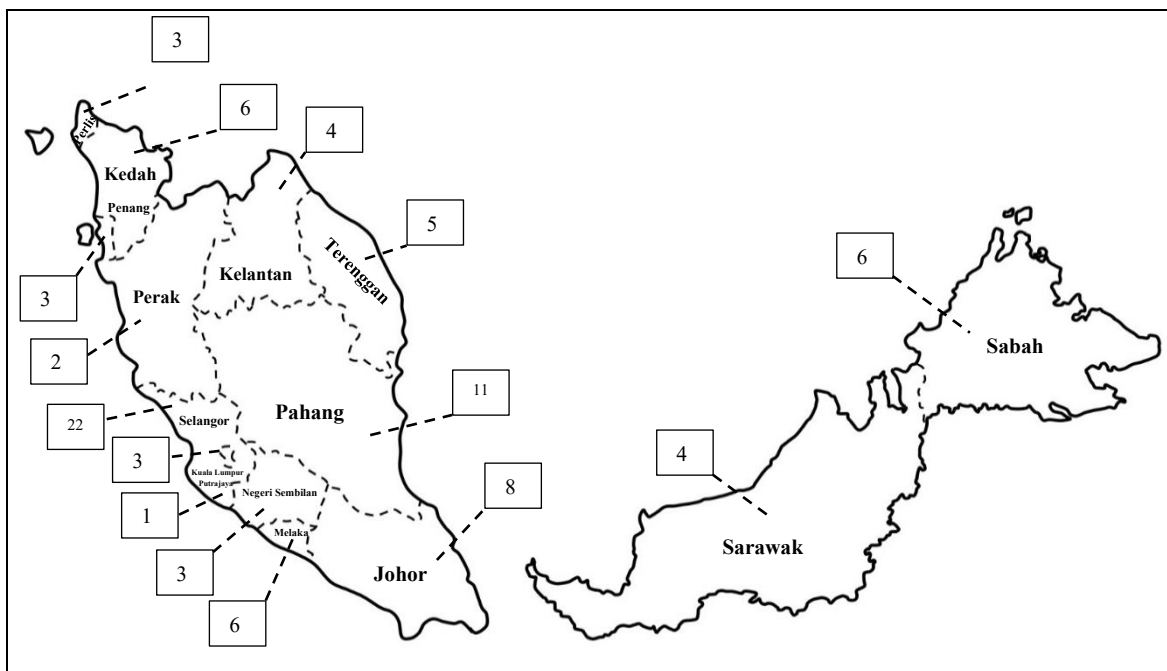 3
6
4
Perlis
Kedah
Penang
5
Terenggan
Kelantan
3
Perak
6
Sabah
2
Pahang
11
22
Selangor
3
4
Kuala Lumpur
Putrajaya
Negeri Sembilan
8
1
Melaka
Sarawak
3
Johor
6